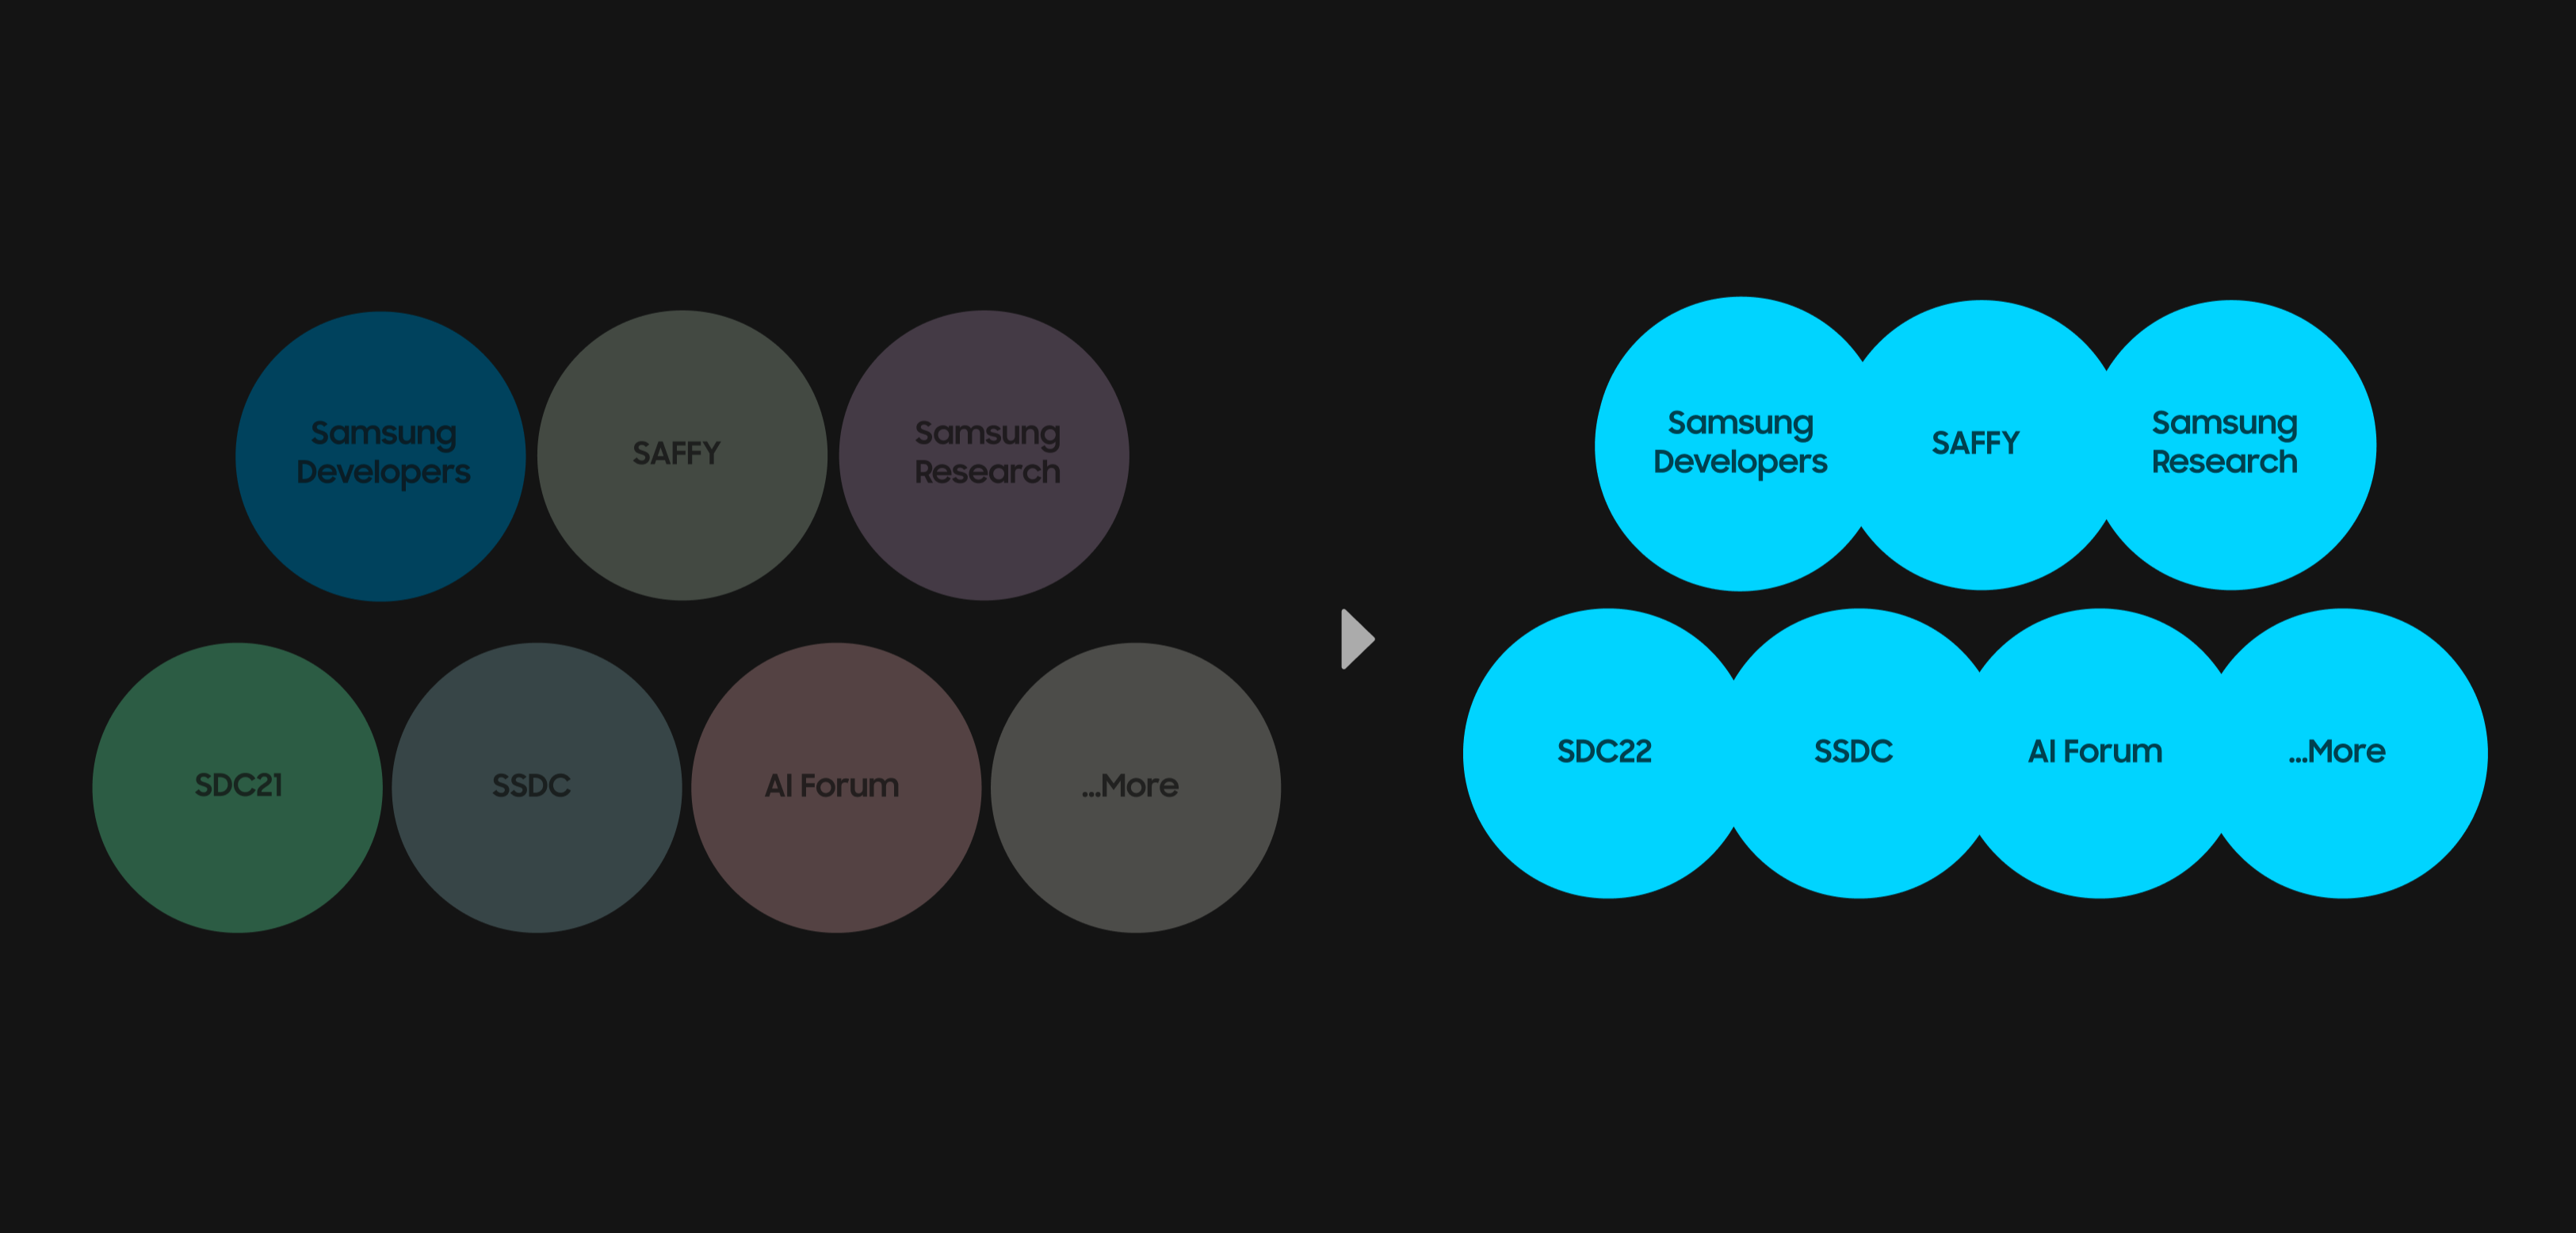 Samsung
Developers
SAFFY
Samsung
Research
SDC21
SSDC
AI Forum
...More
Samsung
Developers
SAFFY
Samsung
Research
SDC22
SSDC
AI Forum
...More